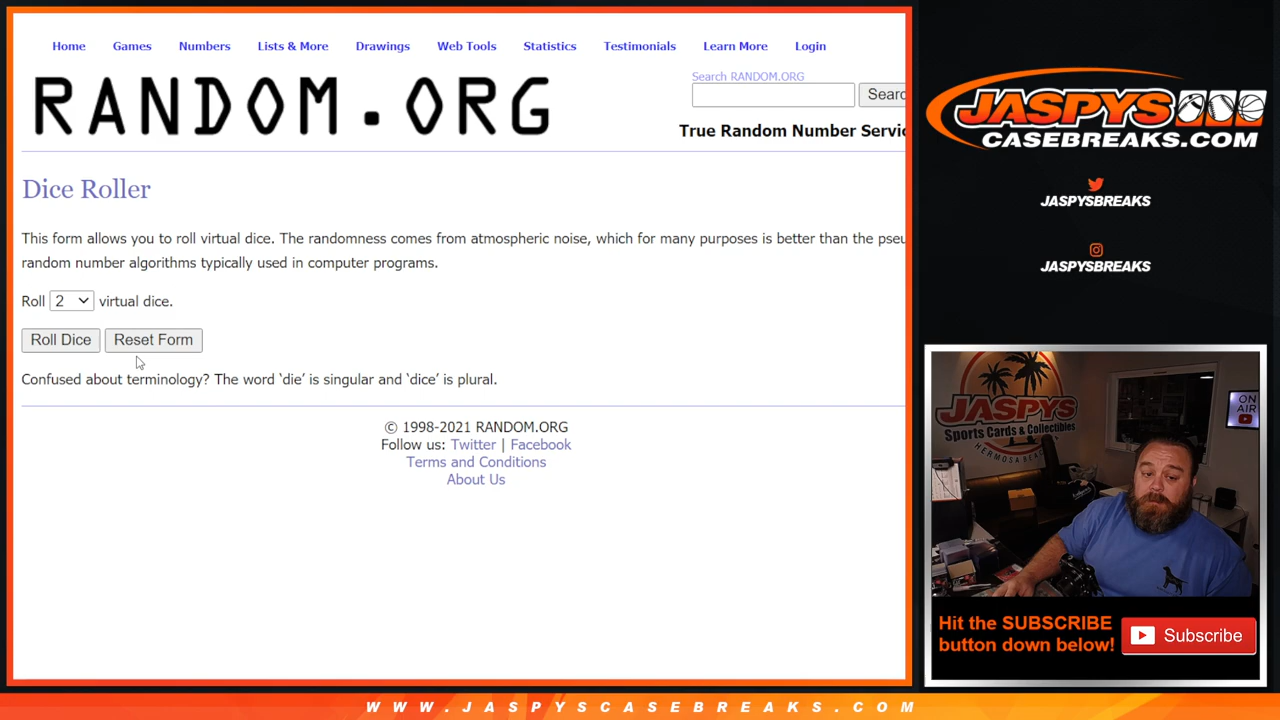 Home Games Numbers Lists & More Drawings Web Tools Statistics Testimonials Learn More Login
RANDOM.ORG
Search RANDOM.ORG
Searc
True Random Number Servic
Dice Roller
This form allows you to roll virtual dice. The randomness comes from atmospheric noise, which for many purposes is better than the pseu
random number algorithms typically used in computer programs.
Roll 2 virtual dice.
Roll Dice Reset Form
Confused about terminology? The word ‘die’ is singular and ‘dice’ is plural.
© 1998-2021 RANDOM.ORG
Follow us: Twitter | Facebook
Terms and Conditions
About Us
JASPYS
CASEBREAKS.COM
JASPYSBREAKS
JASPYSBREAKS
JASPYS
Sports Cards & Collectibles
HERMOSA BEACH
ON
AIR
Hit the SUBSCRIBE
button down below!
Subscribe
WWW.JASPYSCASEBREAKS.COM